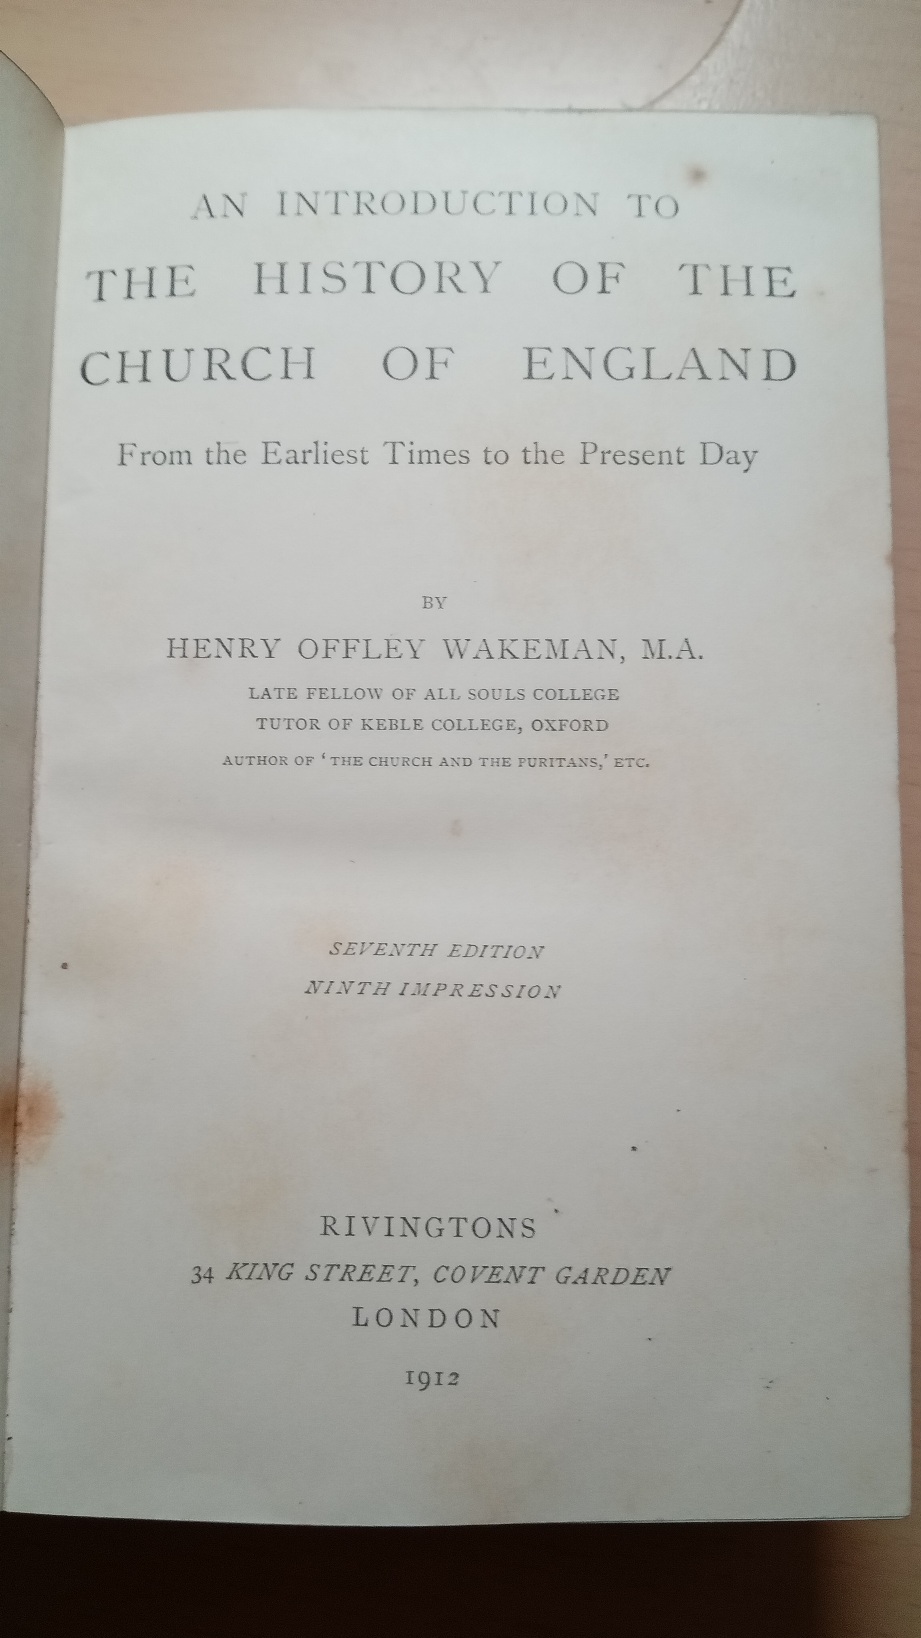 AN INTRODUCTION TO
THE HISTORY OF THE
CHURCH OF ENGLAND
From the Earliest Times to the Present Day
BY
HENRY OFFLEY WAKEMAN, M.A.
LATE FELLOW OF ALL SOULS COLLEGE
TUTOR OF KEBLE COLLEGE, OXFORD
AUTHOR OF ‘THE CHURCH AND THE PURITANS,’ ETC.
SEVENTH EDITION
NINTH IMPRESSION
RIVINGTONS
34 KING STREET, COVENT GARDEN
LONDON
1912